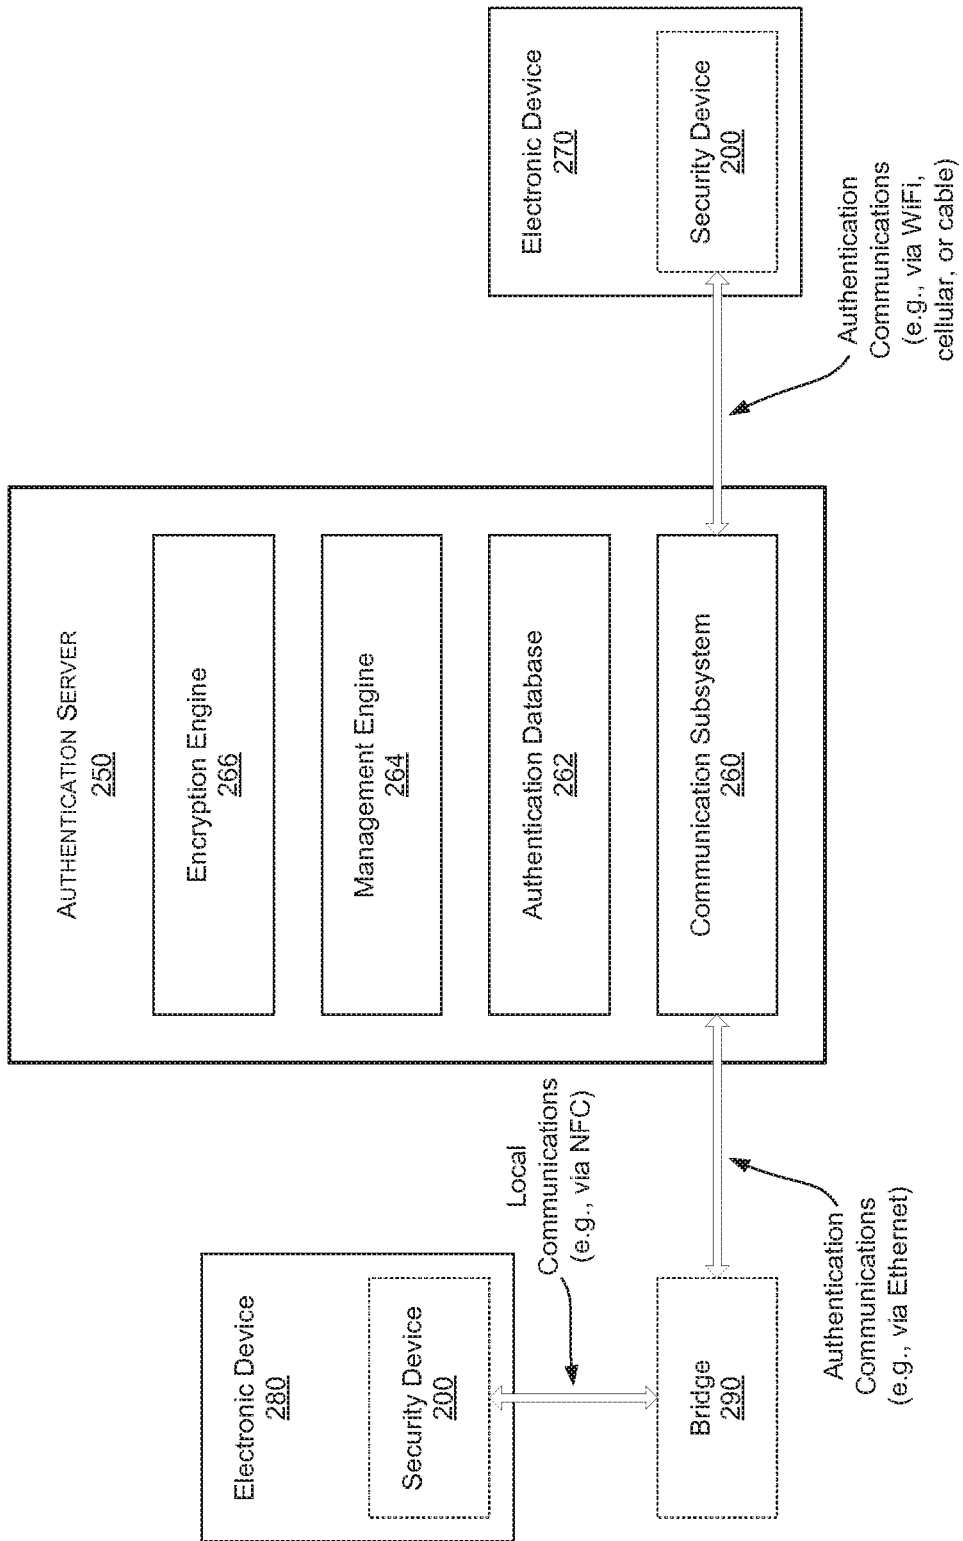 AUTHENTICATION SERVER
250
Encryption Engine
266
Management Engine
264
Authentication Database
262
Communication Subsystem
260
Electronic Device
280
Security Device
200
Local
Communications
(e.g., via NFC)
Bridge
290
Authentication
Communications
(e.g., via Ethernet)
Electronic Device
270
Security Device
200
Authentication
Communications
(e.g., via WiFi,
cellular, or cable)